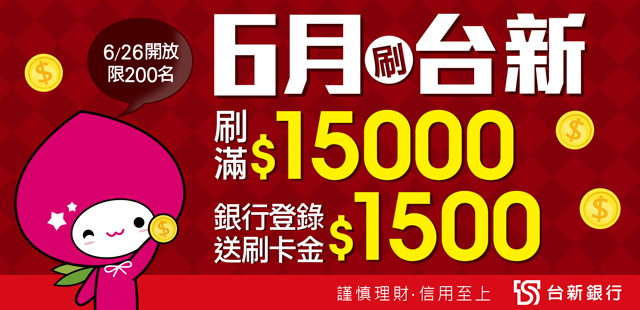 6/26開放
限200名
6月刷台新
刷滿$15000
銀行登錄
送刷卡金$1500
謹慎理財·信用至上
台新銀行